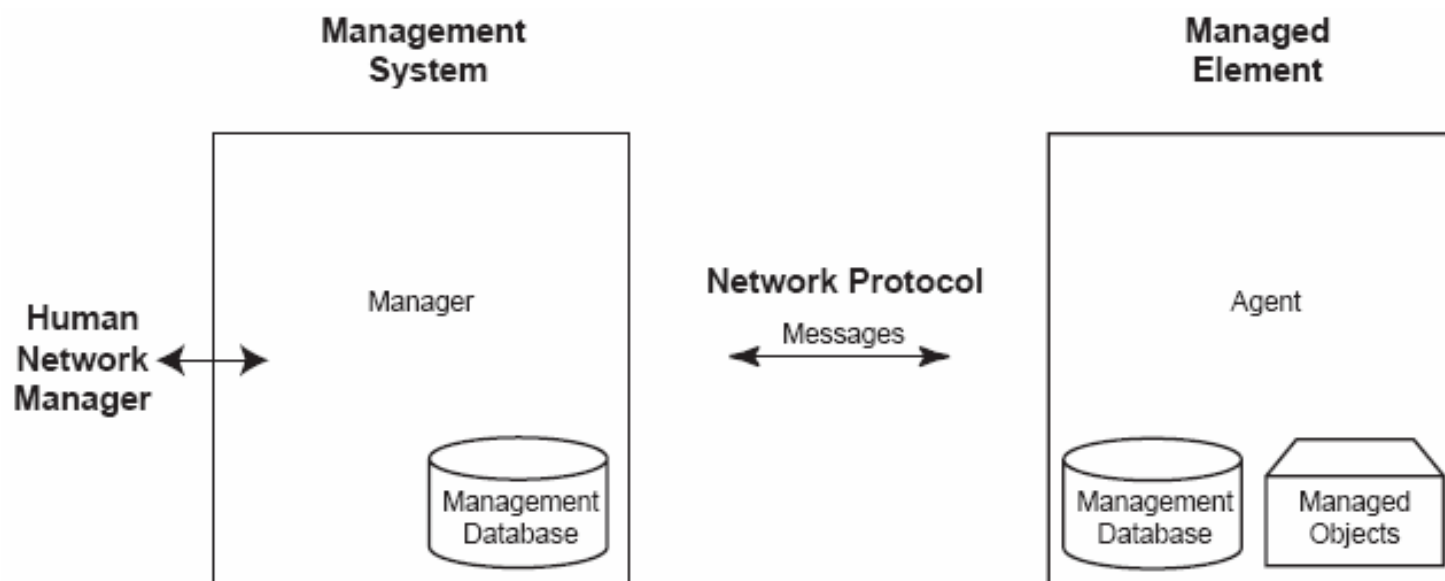 Management
System
Managed
Element
Human
Network
Manager
Manager
Network Protocol
Messages
Agent
Management
Database
Management
Database
Managed
Objects